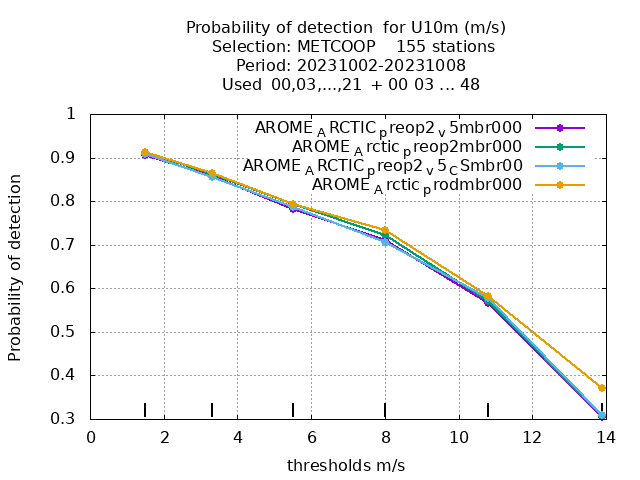 Probability of detection for U10m (m/s)
Selection: METCOOP 155 stations
Period: 20231002-20231008
Used 00,03,...,21 + 00 03 ... 48
AROME_ARCTIC_preop2_v5mbr000
AROME_Arctic_preop2mbr000
AROME_ARCTIC_preop2_v5_CSmbr00
AROME_Arctic_prodmbr000
1
0.9
0.8
0.7
0.6
0.5
0.4
0.3
Probability of detection
0 2 4 6 8 10 12 14
thresholds m/s